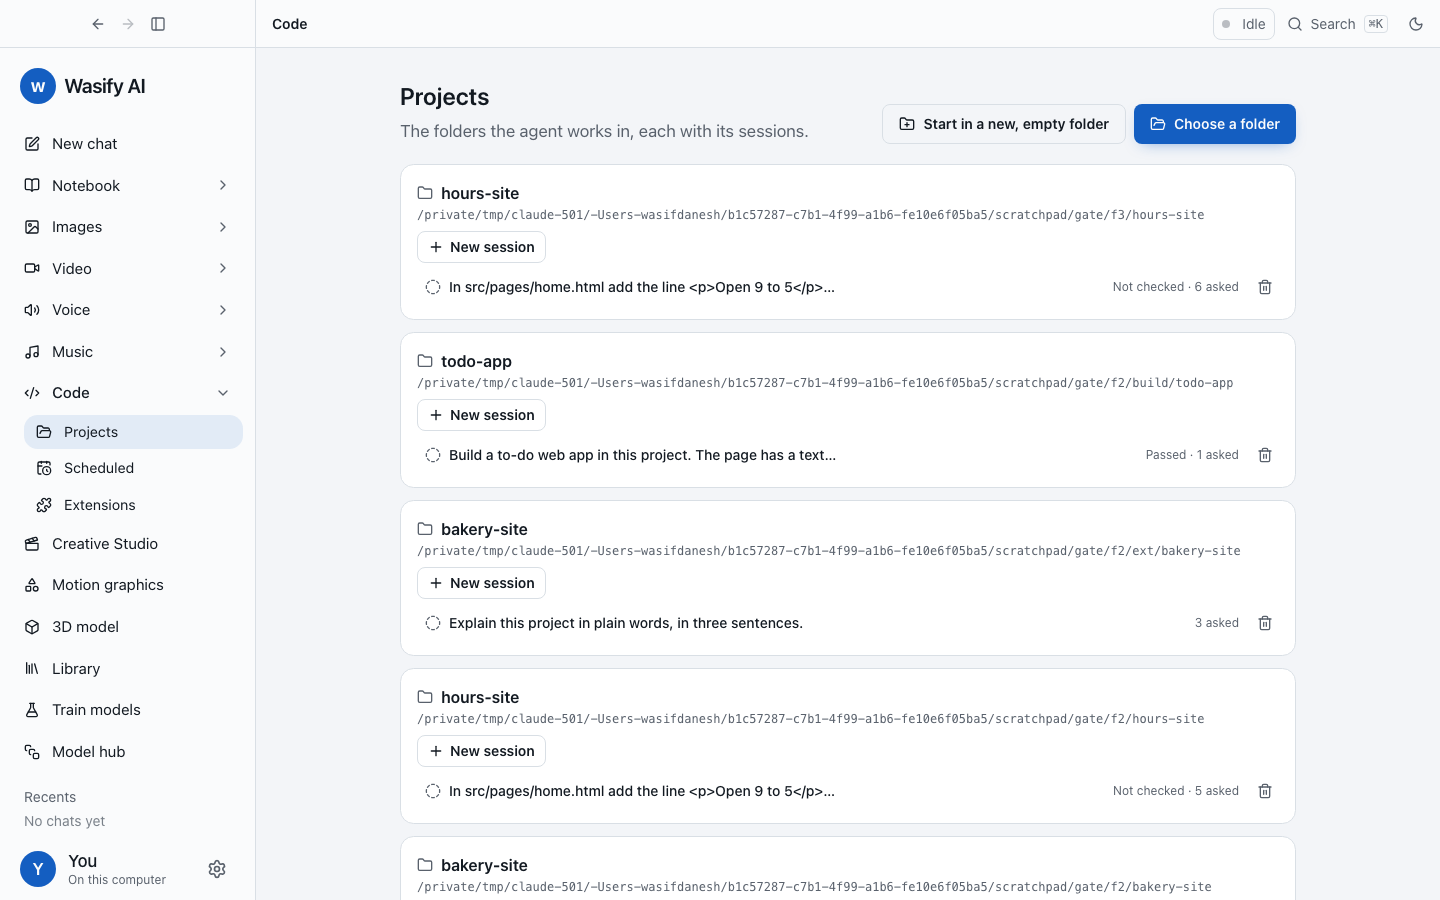 Code
Idle
Search
⌘K
W
Wasify AI
New chat
Notebook
Images
Video
Voice
Music
Code
Projects
Scheduled
Extensions
Creative Studio
Motion graphics
3D model
Library
Train models
Model hub
Recents
No chats yet
Y
You
On this computer
Projects
The folders the agent works in, each with its sessions.
Start in a new, empty folder
Choose a folder
hours-site
/private/tmp/claude-501/-Users-wasifdanesh/b1c57287-c7b1-4f99-a1b6-fe10e6f05ba5/scratchpad/gate/f3/hours-site
+ New session
In src/pages/home.html add the line <p>Open 9 to 5</p>...
Not checked · 6 asked
todo-app
/private/tmp/claude-501/-Users-wasifdanesh/b1c57287-c7b1-4f99-a1b6-fe10e6f05ba5/scratchpad/gate/f2/build/todo-app
+ New session
Build a to-do web app in this project. The page has a text...
Passed · 1 asked
bakery-site
/private/tmp/claude-501/-Users-wasifdanesh/b1c57287-c7b1-4f99-a1b6-fe10e6f05ba5/scratchpad/gate/f2/ext/bakery-site
+ New session
Explain this project in plain words, in three sentences.
3 asked
hours-site
/private/tmp/claude-501/-Users-wasifdanesh/b1c57287-c7b1-4f99-a1b6-fe10e6f05ba5/scratchpad/gate/f2/hours-site
+ New session
In src/pages/home.html add the line <p>Open 9 to 5</p>...
Not checked · 5 asked
bakery-site
/private/tmp/claude-501/-Users-wasifdanesh/b1c57287-c7b1-4f99-a1b6-fe10e6f05ba5/scratchpad/gate/f2/bakery-site